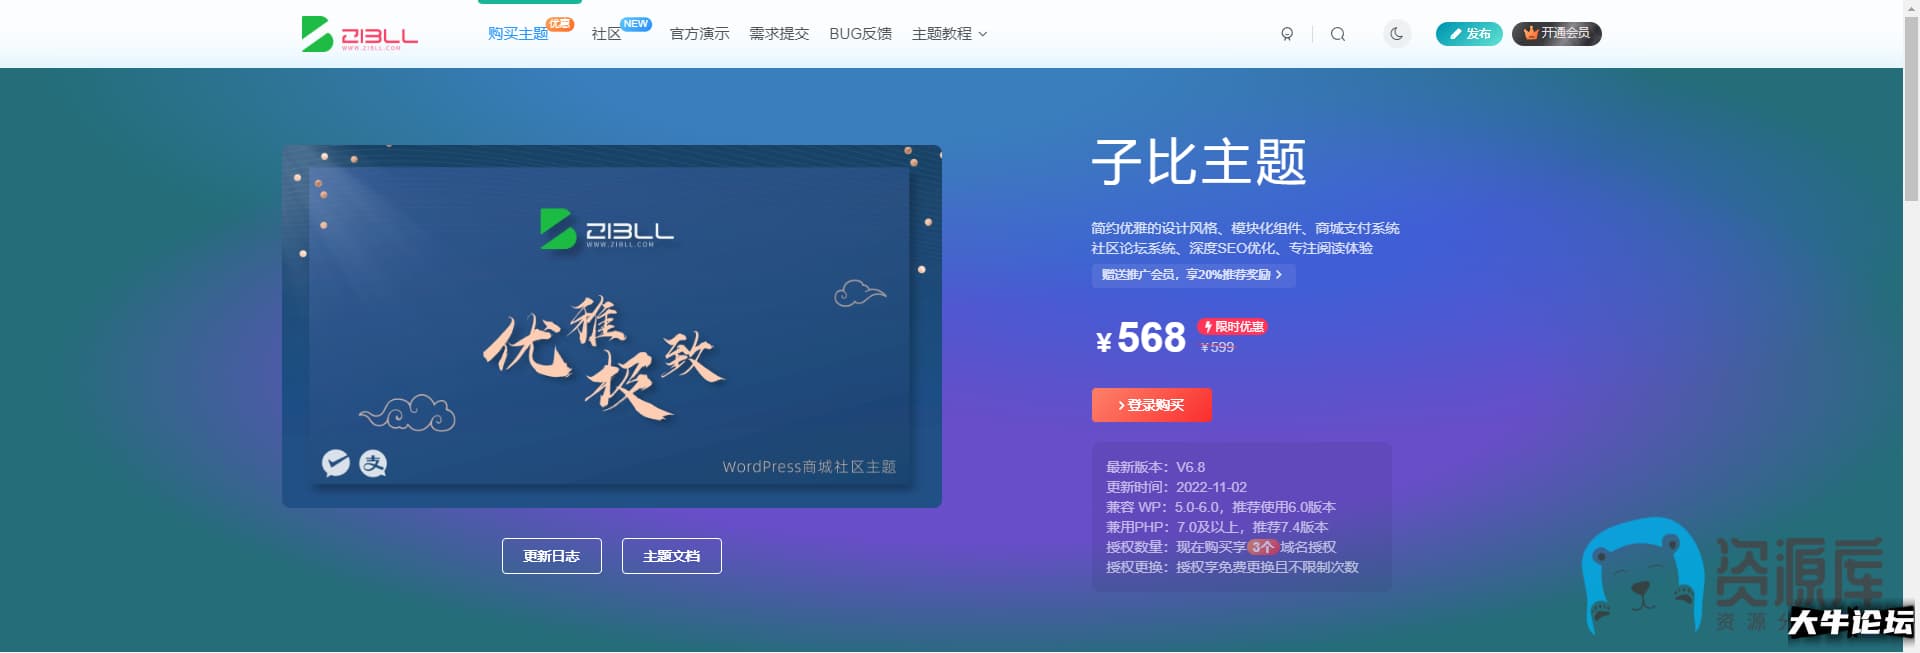 ZIBLL
WWW.ZIBLL.COM
购买主题 优惠
社区 NEW
官方演示
需求提交
BUG反馈
主题教程
发布
开通会员
ZIBLL
WWW.ZIBLL.COM
优雅
极致
支
WordPress商城社区主题
更新日志
主题文档
子比主题
简约优雅的设计风格、模块化组件、商城支付系统
社区论坛系统、深度SEO优化、专注阅读体验
赠送推广会员，享20%推荐奖励
¥568 限时优惠
¥599
登录购买
最新版本：V6.8
更新时间：2022-11-02
兼容 WP：5.0-6.0，推荐使用6.0版本
兼用PHP：7.0及以上，推荐7.4版本
授权数量：现在购买享3个域名授权
授权更换：授权享免费更换且不限制次数
资源库
资源分
大牛论坛